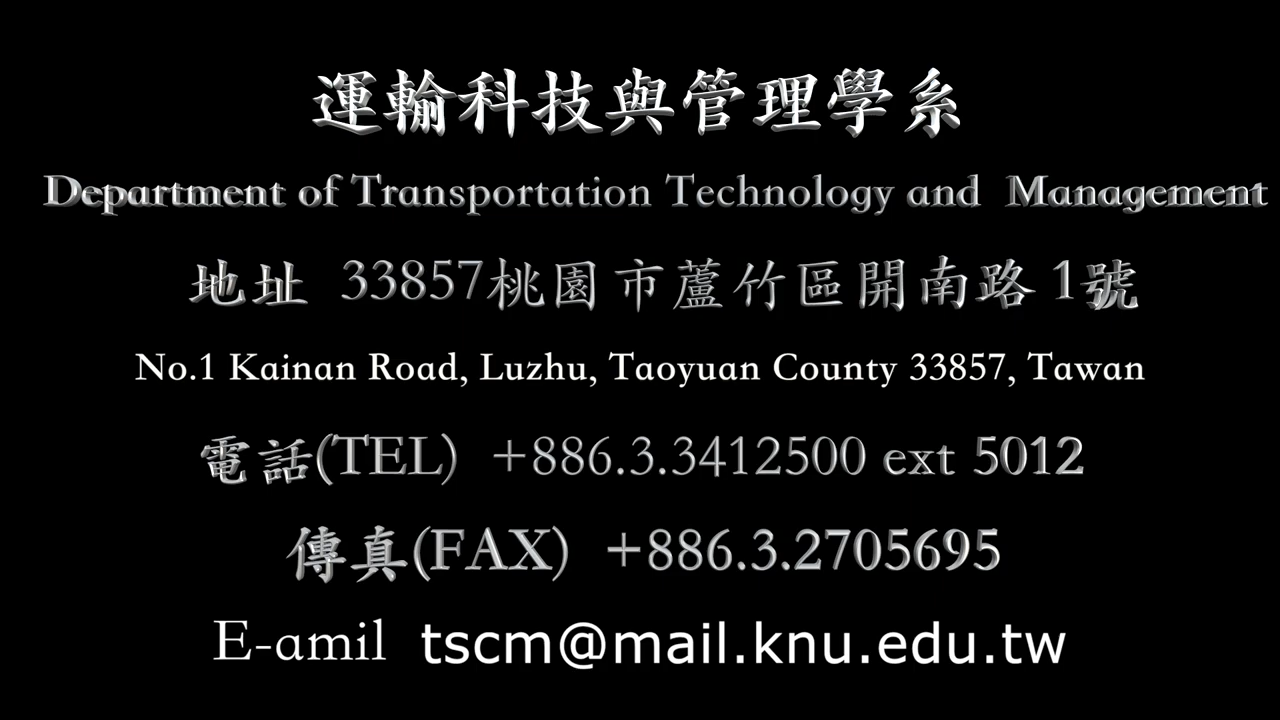 運輸科技與管理學系
Department of Transportation Technology and Management
地址 33857桃園市蘆竹區開南路 1號
No.1 Kainan Road, Luzhu, Taoyuan County 33857, Tawan
電話(TEL) +886.3.3412500 ext 5012
傳真(FAX) +886.3.2705695
E-amil tscm@mail.knu.edu.tw